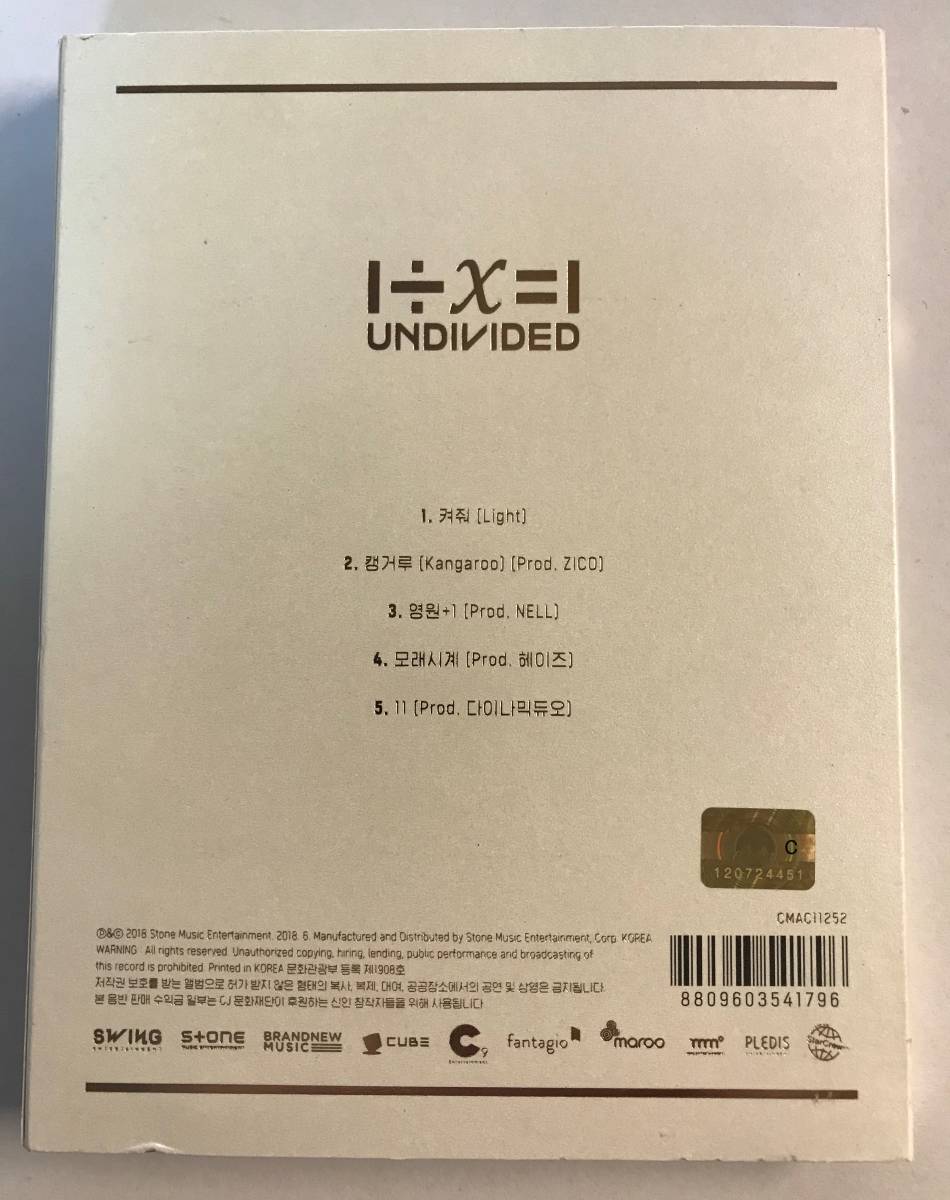 1÷x=1
UNDIVIDED
1. 켜줘 [Light]
2. 캥거루 [Kangaroo] [Prod. ZICO]
3. 영원+1 [Prod. NELL]
4. 모래시계 [Prod. 헤이즈]
5. 11 [Prod. 다이나믹듀오]
C
120724451
CMAC11252
℗&© 2018 Stone Music Entertainment. 2018. 6. Manufactured and Distributed by Stone Music Entertainment, Corp. KOREA
WARNING : All rights reserved. Unauthorized copying, hiring, lending, public performance and broadcasting of
this record is prohibited. Printed in KOREA 문화관광부 등록 제1908호
저작권 보호를 받는 앨범으로 허가 받지 않은 형태의 복사, 복제, 대여, 공공장소에서의 공연 및 상영은 금지됩니다.
본 음반 판매 수익금 일부는 CJ 문화재단이 후원하는 신인 창작자들을 위해 사용됩니다.
8809603541796
SWING ENTERTAINMENT STONE MUSIC ENTERTAINMENT BRANDNEW MUSIC CUBE C9 Entertainment fantagio maroo mmo PLEDIS StarCrew